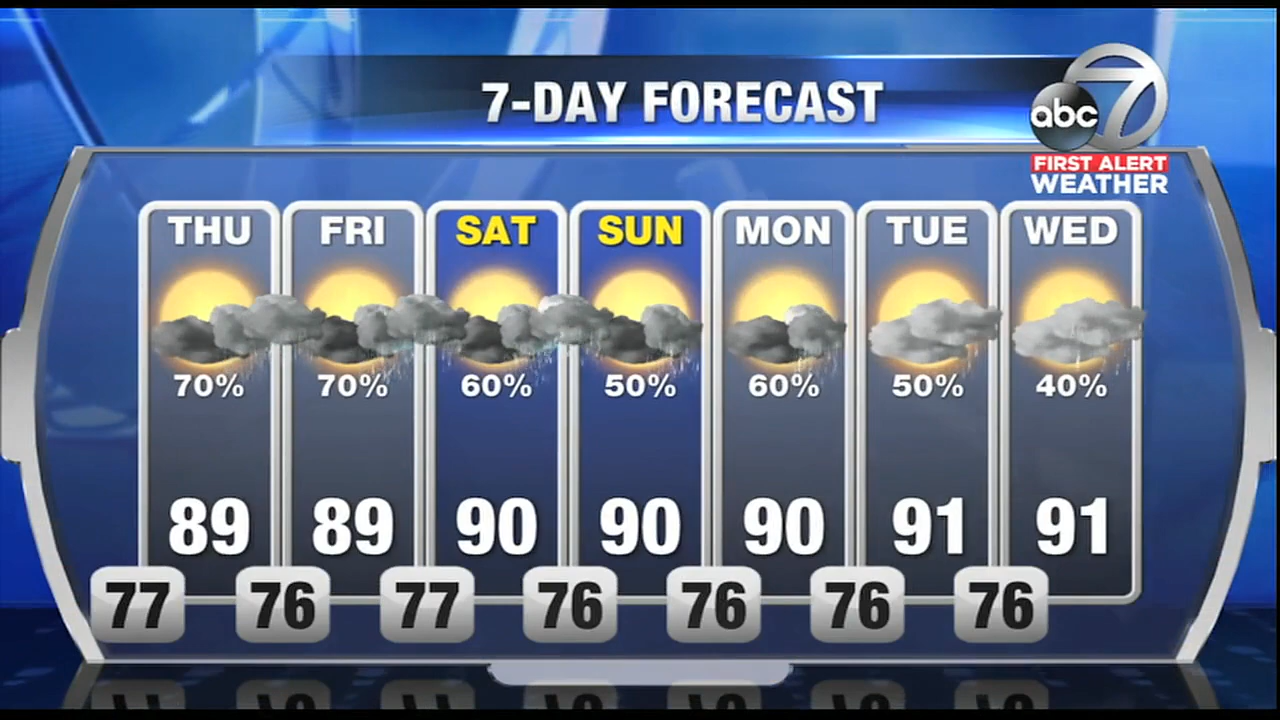 7-DAY FORECAST
abc 7
FIRST ALERT
WEATHER
THU FRI SAT SUN MON TUE WED
70% 70% 60% 50% 60% 50% 40%
89 89 90 90 90 91 91
77 76 77 76 76 76 76